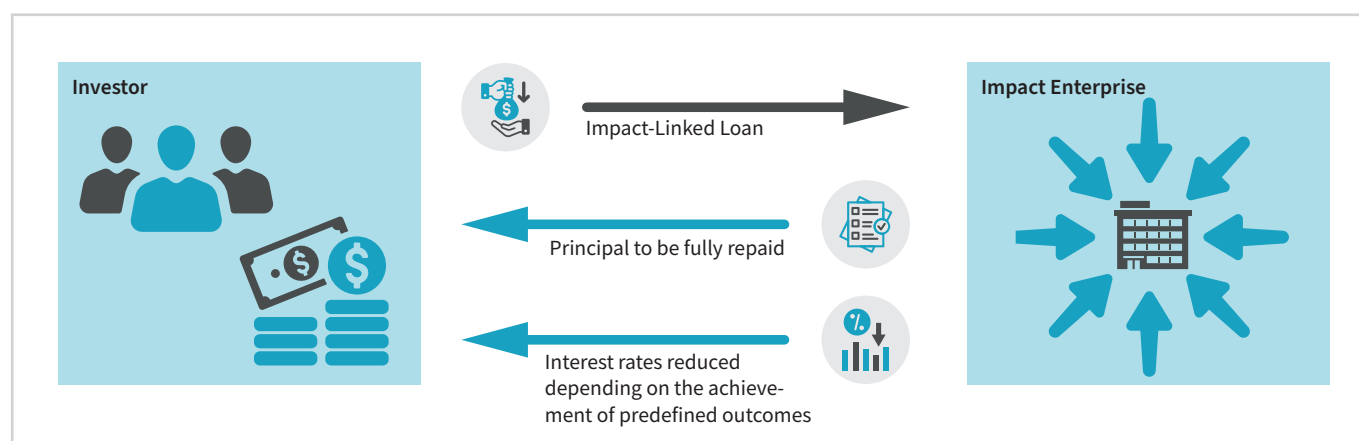 Investor
Impact Enterprise
Impact-Linked Loan
Principal to be fully repaid
Interest rates reduced
depending on the achieve-
ment of predefined outcomes
$
$
$
%